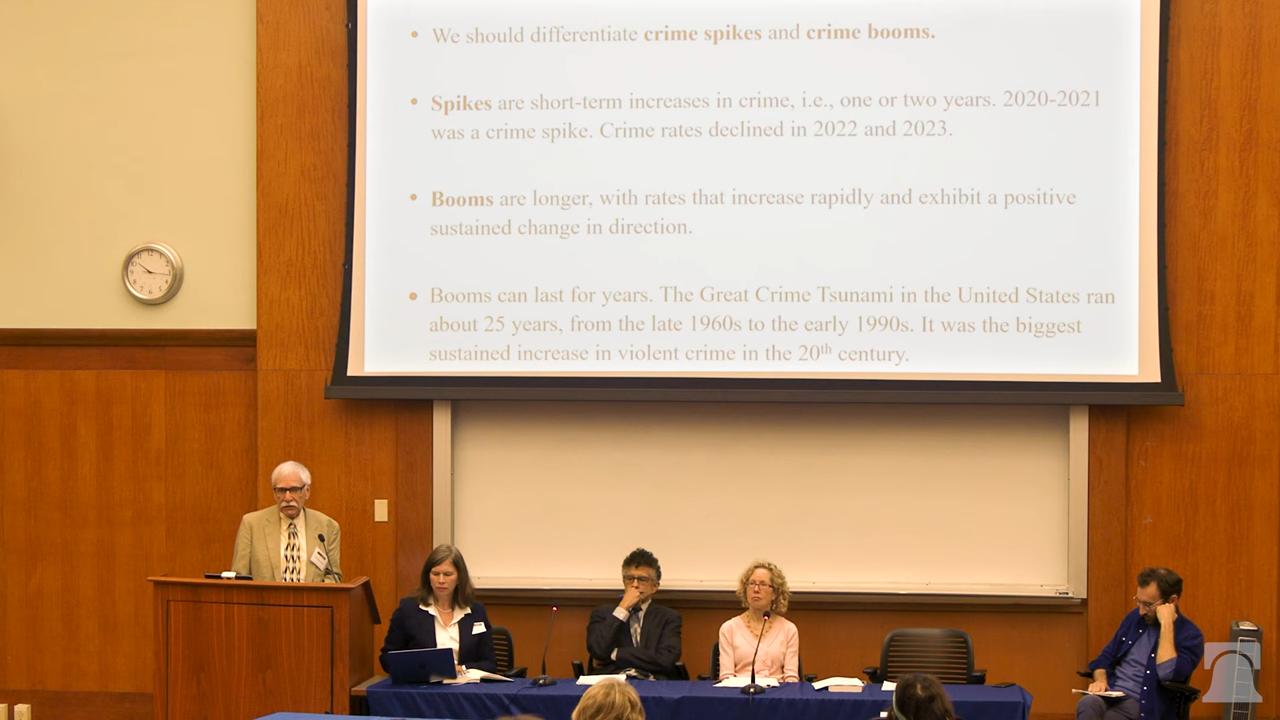 • We should differentiate crime spikes and crime booms.
• Spikes are short-term increases in crime, i.e., one or two years. 2020-2021
was a crime spike. Crime rates declined in 2022 and 2023.
• Booms are longer, with rates that increase rapidly and exhibit a positive
sustained change in direction.
• Booms can last for years. The Great Crime Tsunami in the United States ran
about 25 years, from the late 1960s to the early 1990s. It was the biggest
sustained increase in violent crime in the 20th century.